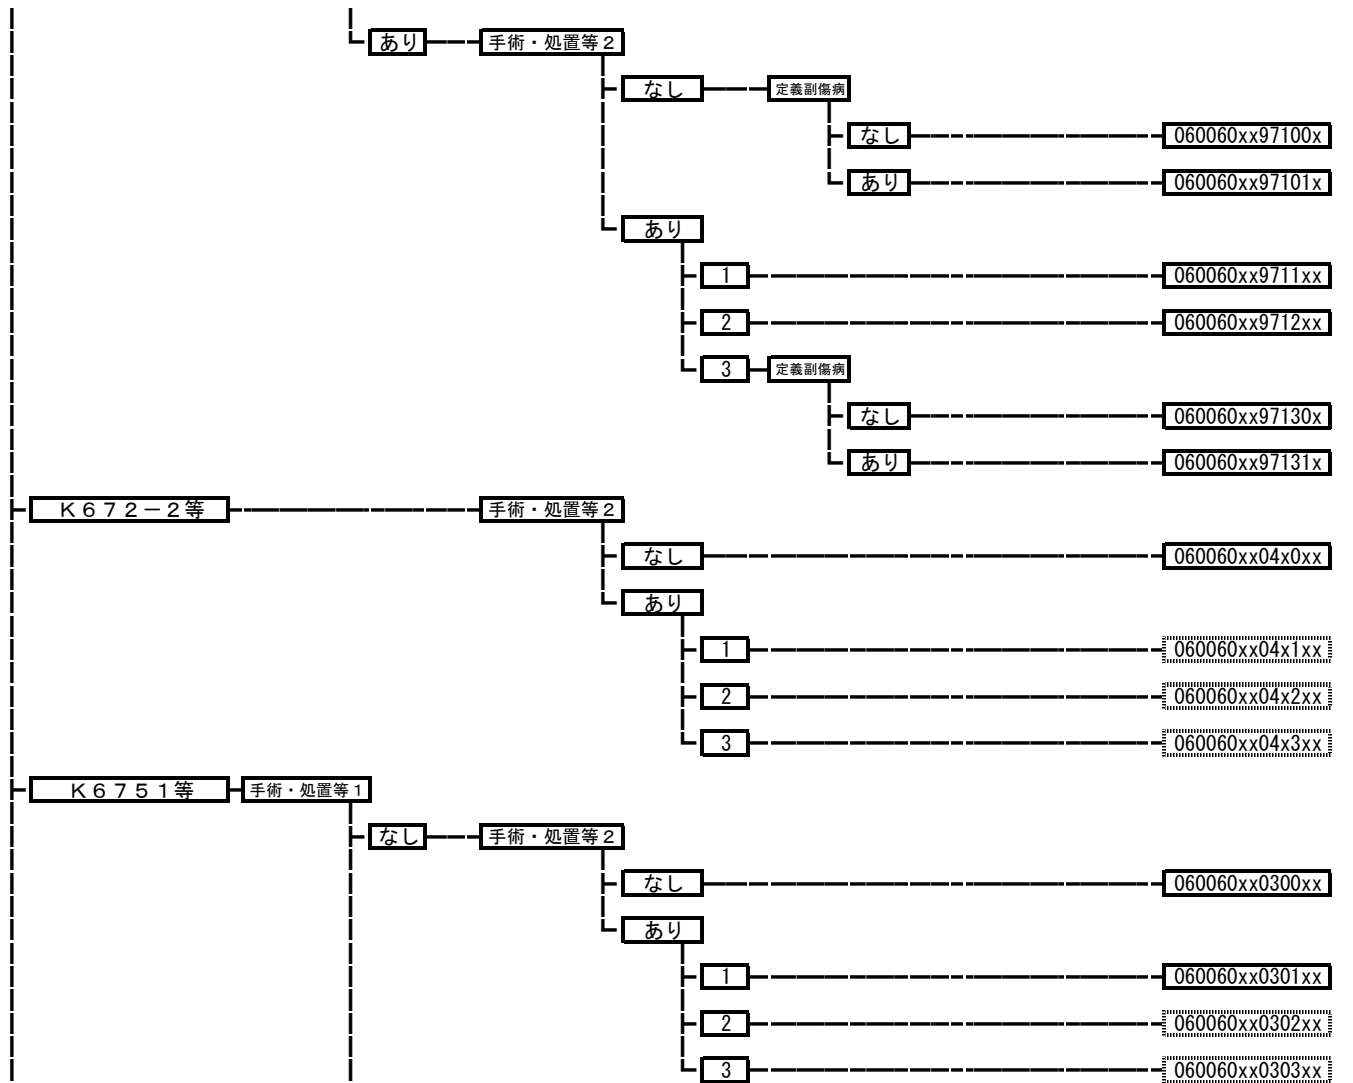 あり 手術・処置等2
なし 定義副傷病
なし 060060xx97100x
あり 060060xx97101x
あり
1 060060xx9711xx
2 060060xx9712xx
3 定義副傷病
なし 060060xx97130x
あり 060060xx97131x
K672-2等 手術・処置等2
なし 060060xx04x0xx
あり
1 060060xx04x1xx
2 060060xx04x2xx
3 060060xx04x3xx
K6751等 手術・処置等1
なし 手術・処置等2
なし 060060xx0300xx
あり
1 060060xx0301xx
2 060060xx0302xx
3 060060xx0303xx